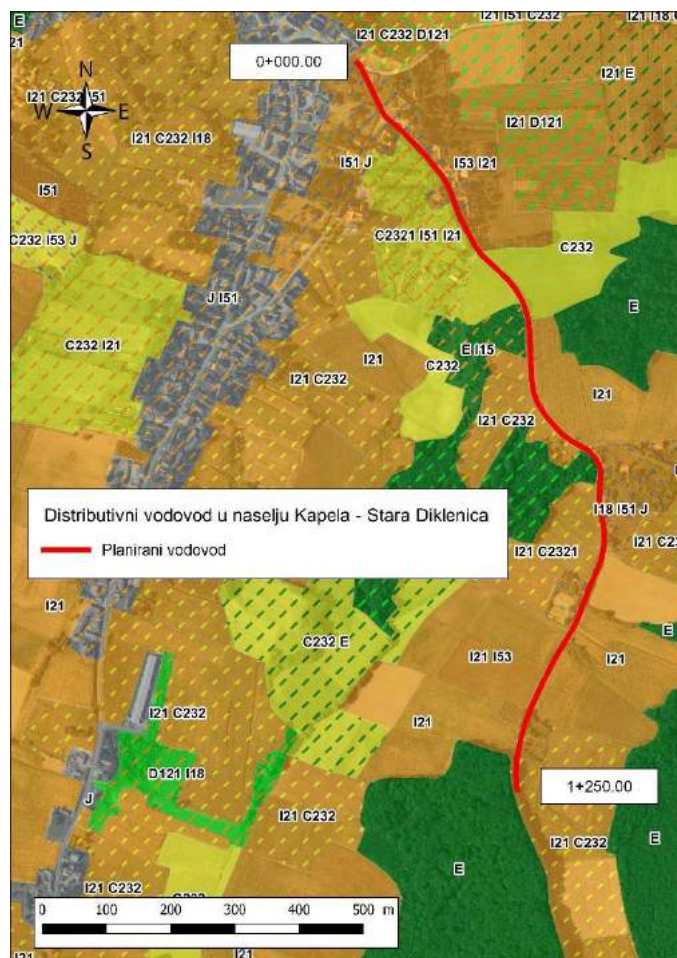 E
I21 I51 C232
I21 I18 C
21
I21 C232 D121
0+000.00
N
W E
S
I21 E
I21 C232 I51
I21 D121
I21 C232 I18
I51 J
I53 I21
I51
C232 I53 J
C2321 I51 I21
C232
J I51
E
C232 I21
I21
E I15
C232
I21 C232
I21
I21 C232
Distributivni vodovod u naselju Kapela - Stara Diklenica
Planirani vodovod
I18 I51 J
I21 C2321
I21
E
C232 E
I21 I53
I21
E
I21 C232
I21
D121 I18
1+250.00
J
I21 C232
I21 C232
E
E
I21 C232
0 100 200 300 400 500 m
I21
I21
I21